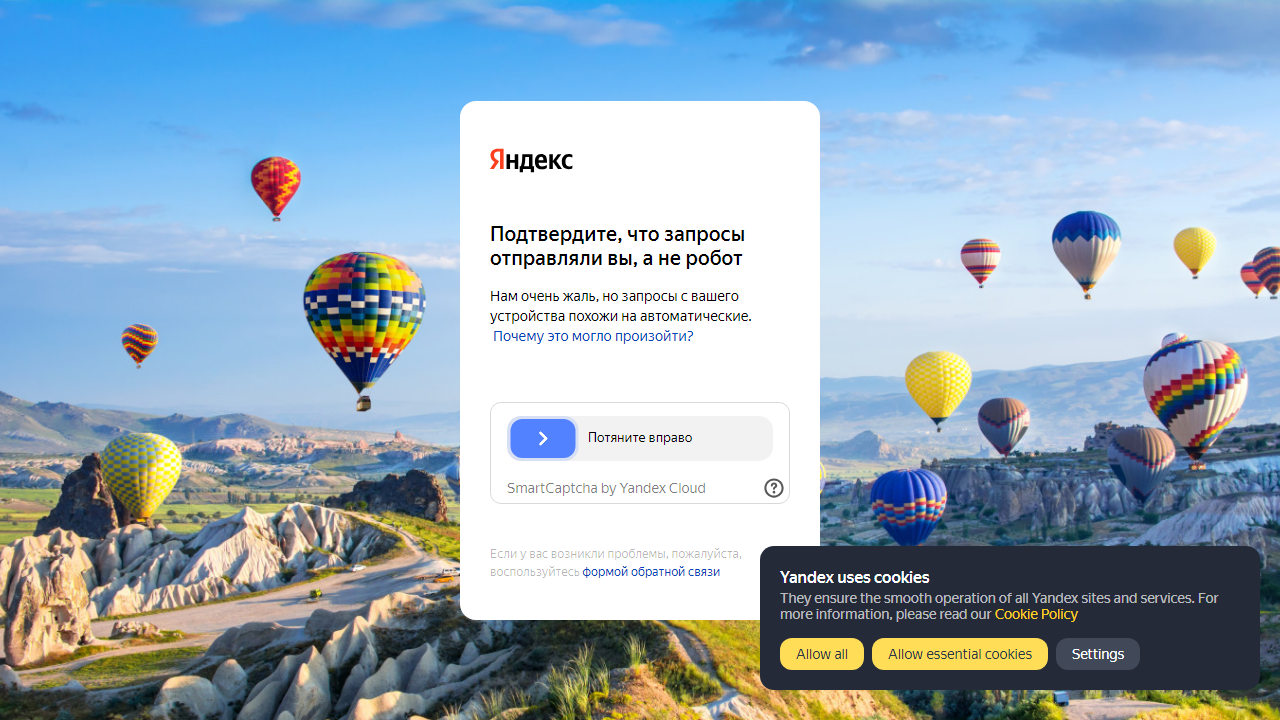 Яндекс
Подтвердите, что запросы
отправляли вы, а не робот
Нам очень жаль, но запросы с вашего
устройства похожи на автоматические.
Почему это могло произойти?
Потяните вправо
SmartCaptcha by Yandex Cloud
Если у вас возникли проблемы, пожалуйста,
воспользуйтесь формой обратной связи
Yandex uses cookies
They ensure the smooth operation of all Yandex sites and services. For
more information, please read our Cookie Policy
Allow all
Allow essential cookies
Settings